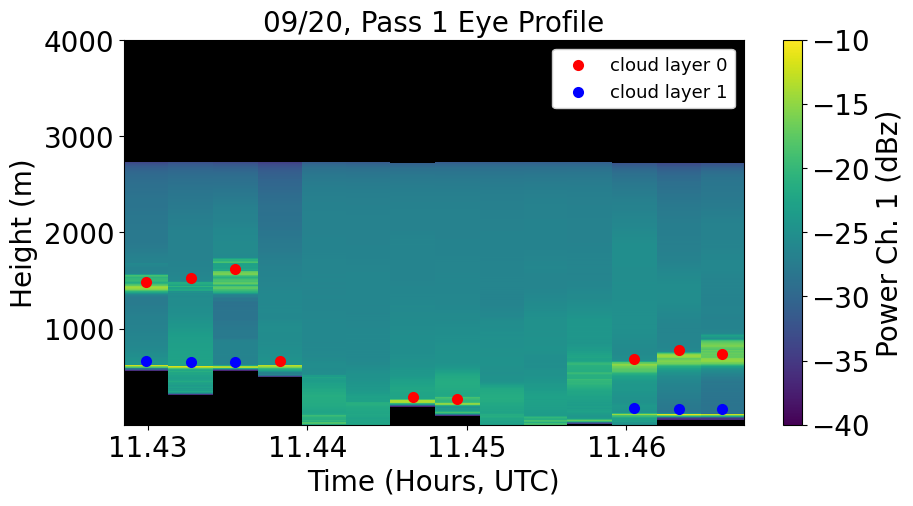 09/20, Pass 1 Eye Profile
cloud layer 0
cloud layer 1
Height (m)
4000
3000
2000
1000
11.43 11.44 11.45 11.46
Time (Hours, UTC)
−10
−15
−20
−25
−30
−35
−40
Power Ch. 1 (dBz)